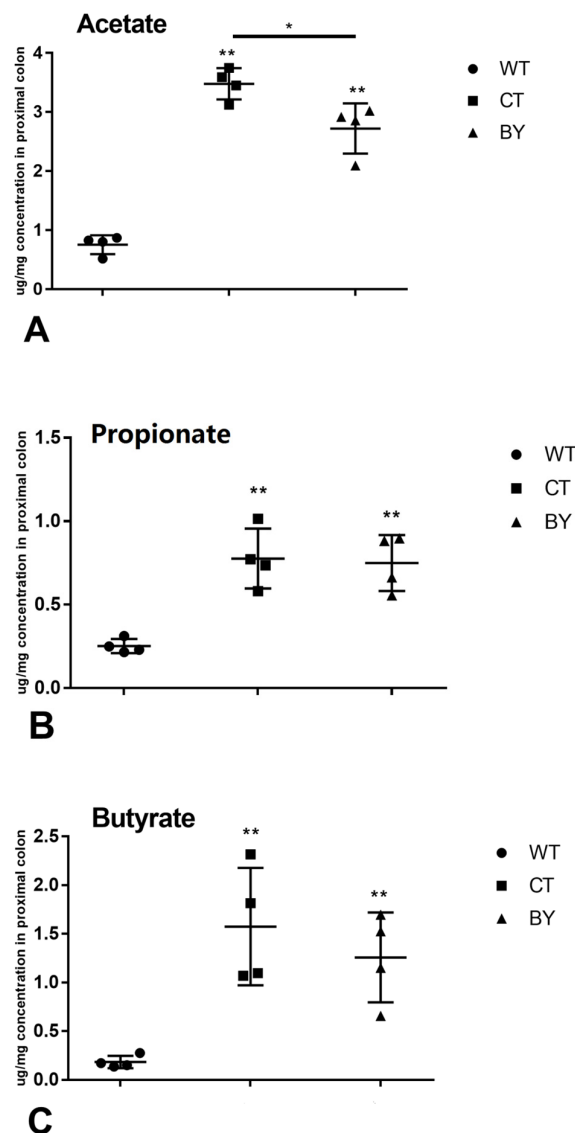 Acetate
ug/mg concentration in proximal colon
4
3
2
1
0
**
*
**
WT
CT
BY
A
Propionate
ug/mg concentration in proximal colon
1.5
1.0
0.5
0.0
**
**
WT
CT
BY
B
Butyrate
ug/mg concentration in proximal colon
2.5
2.0
1.5
1.0
0.5
0.0
**
**
WT
CT
BY
C